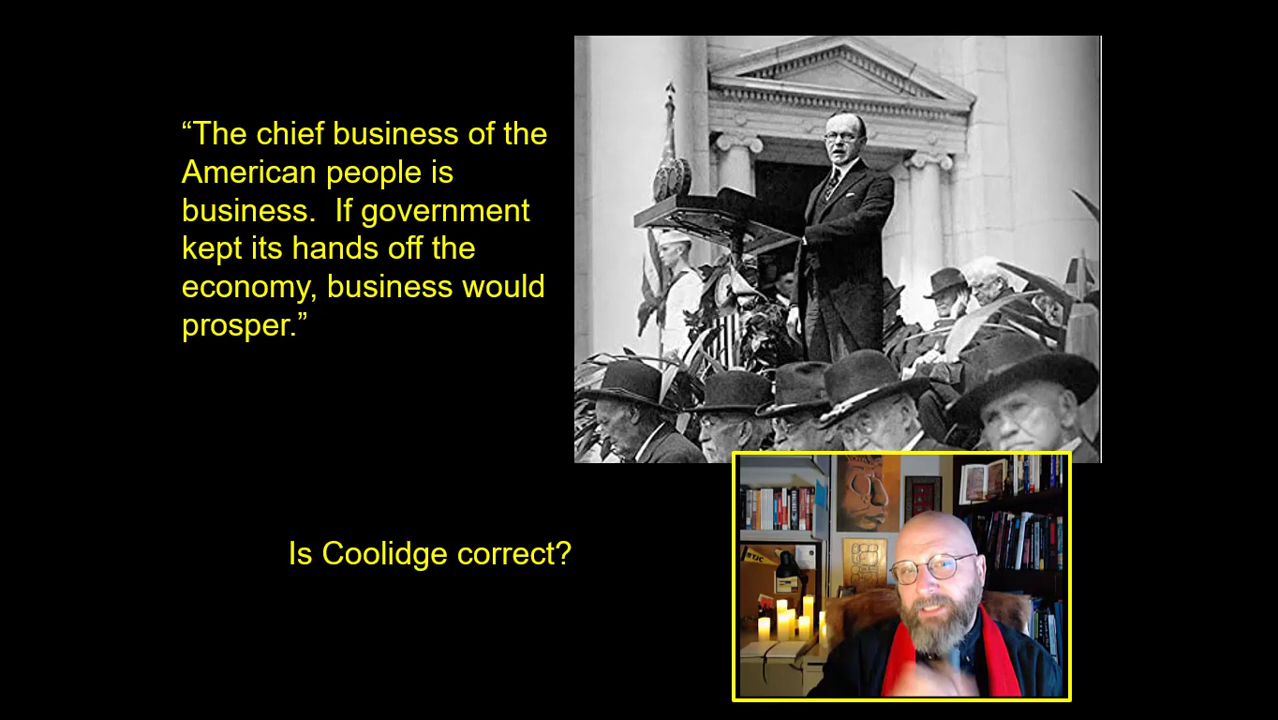 “The chief business of the
American people is
business.  If government
kept its hands off the
economy, business would
prosper.”
Is Coolidge correct?